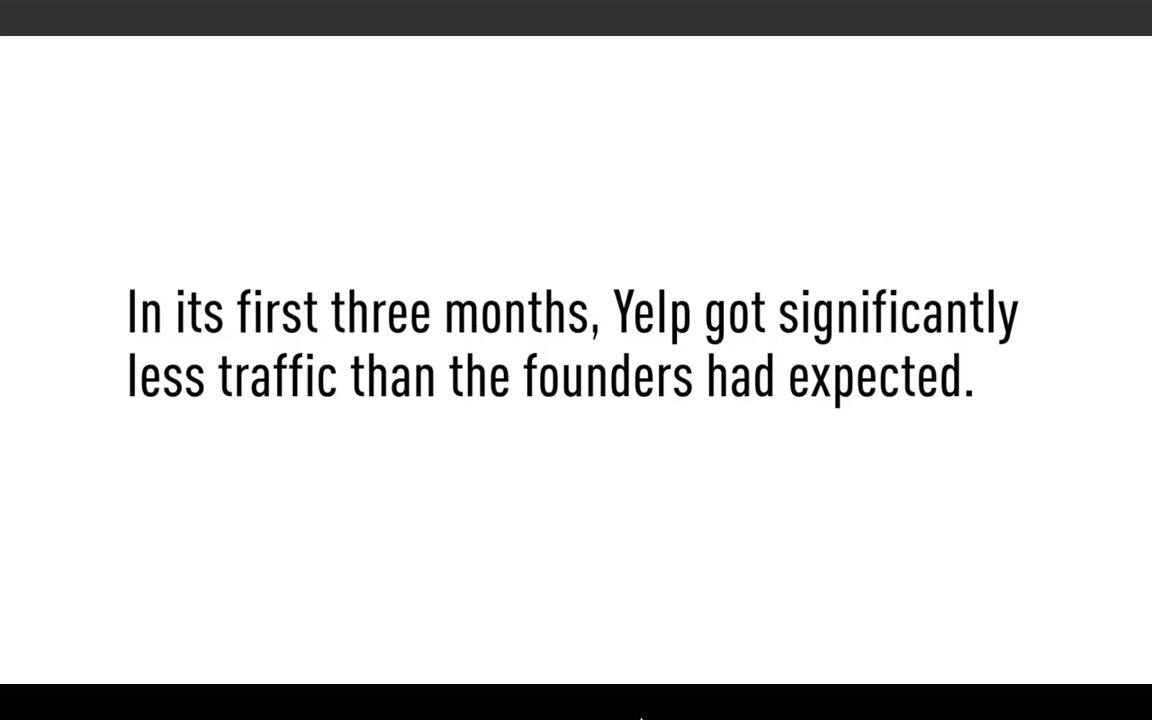 In its first three months, Yelp got significantly
less traffic than the founders had expected.